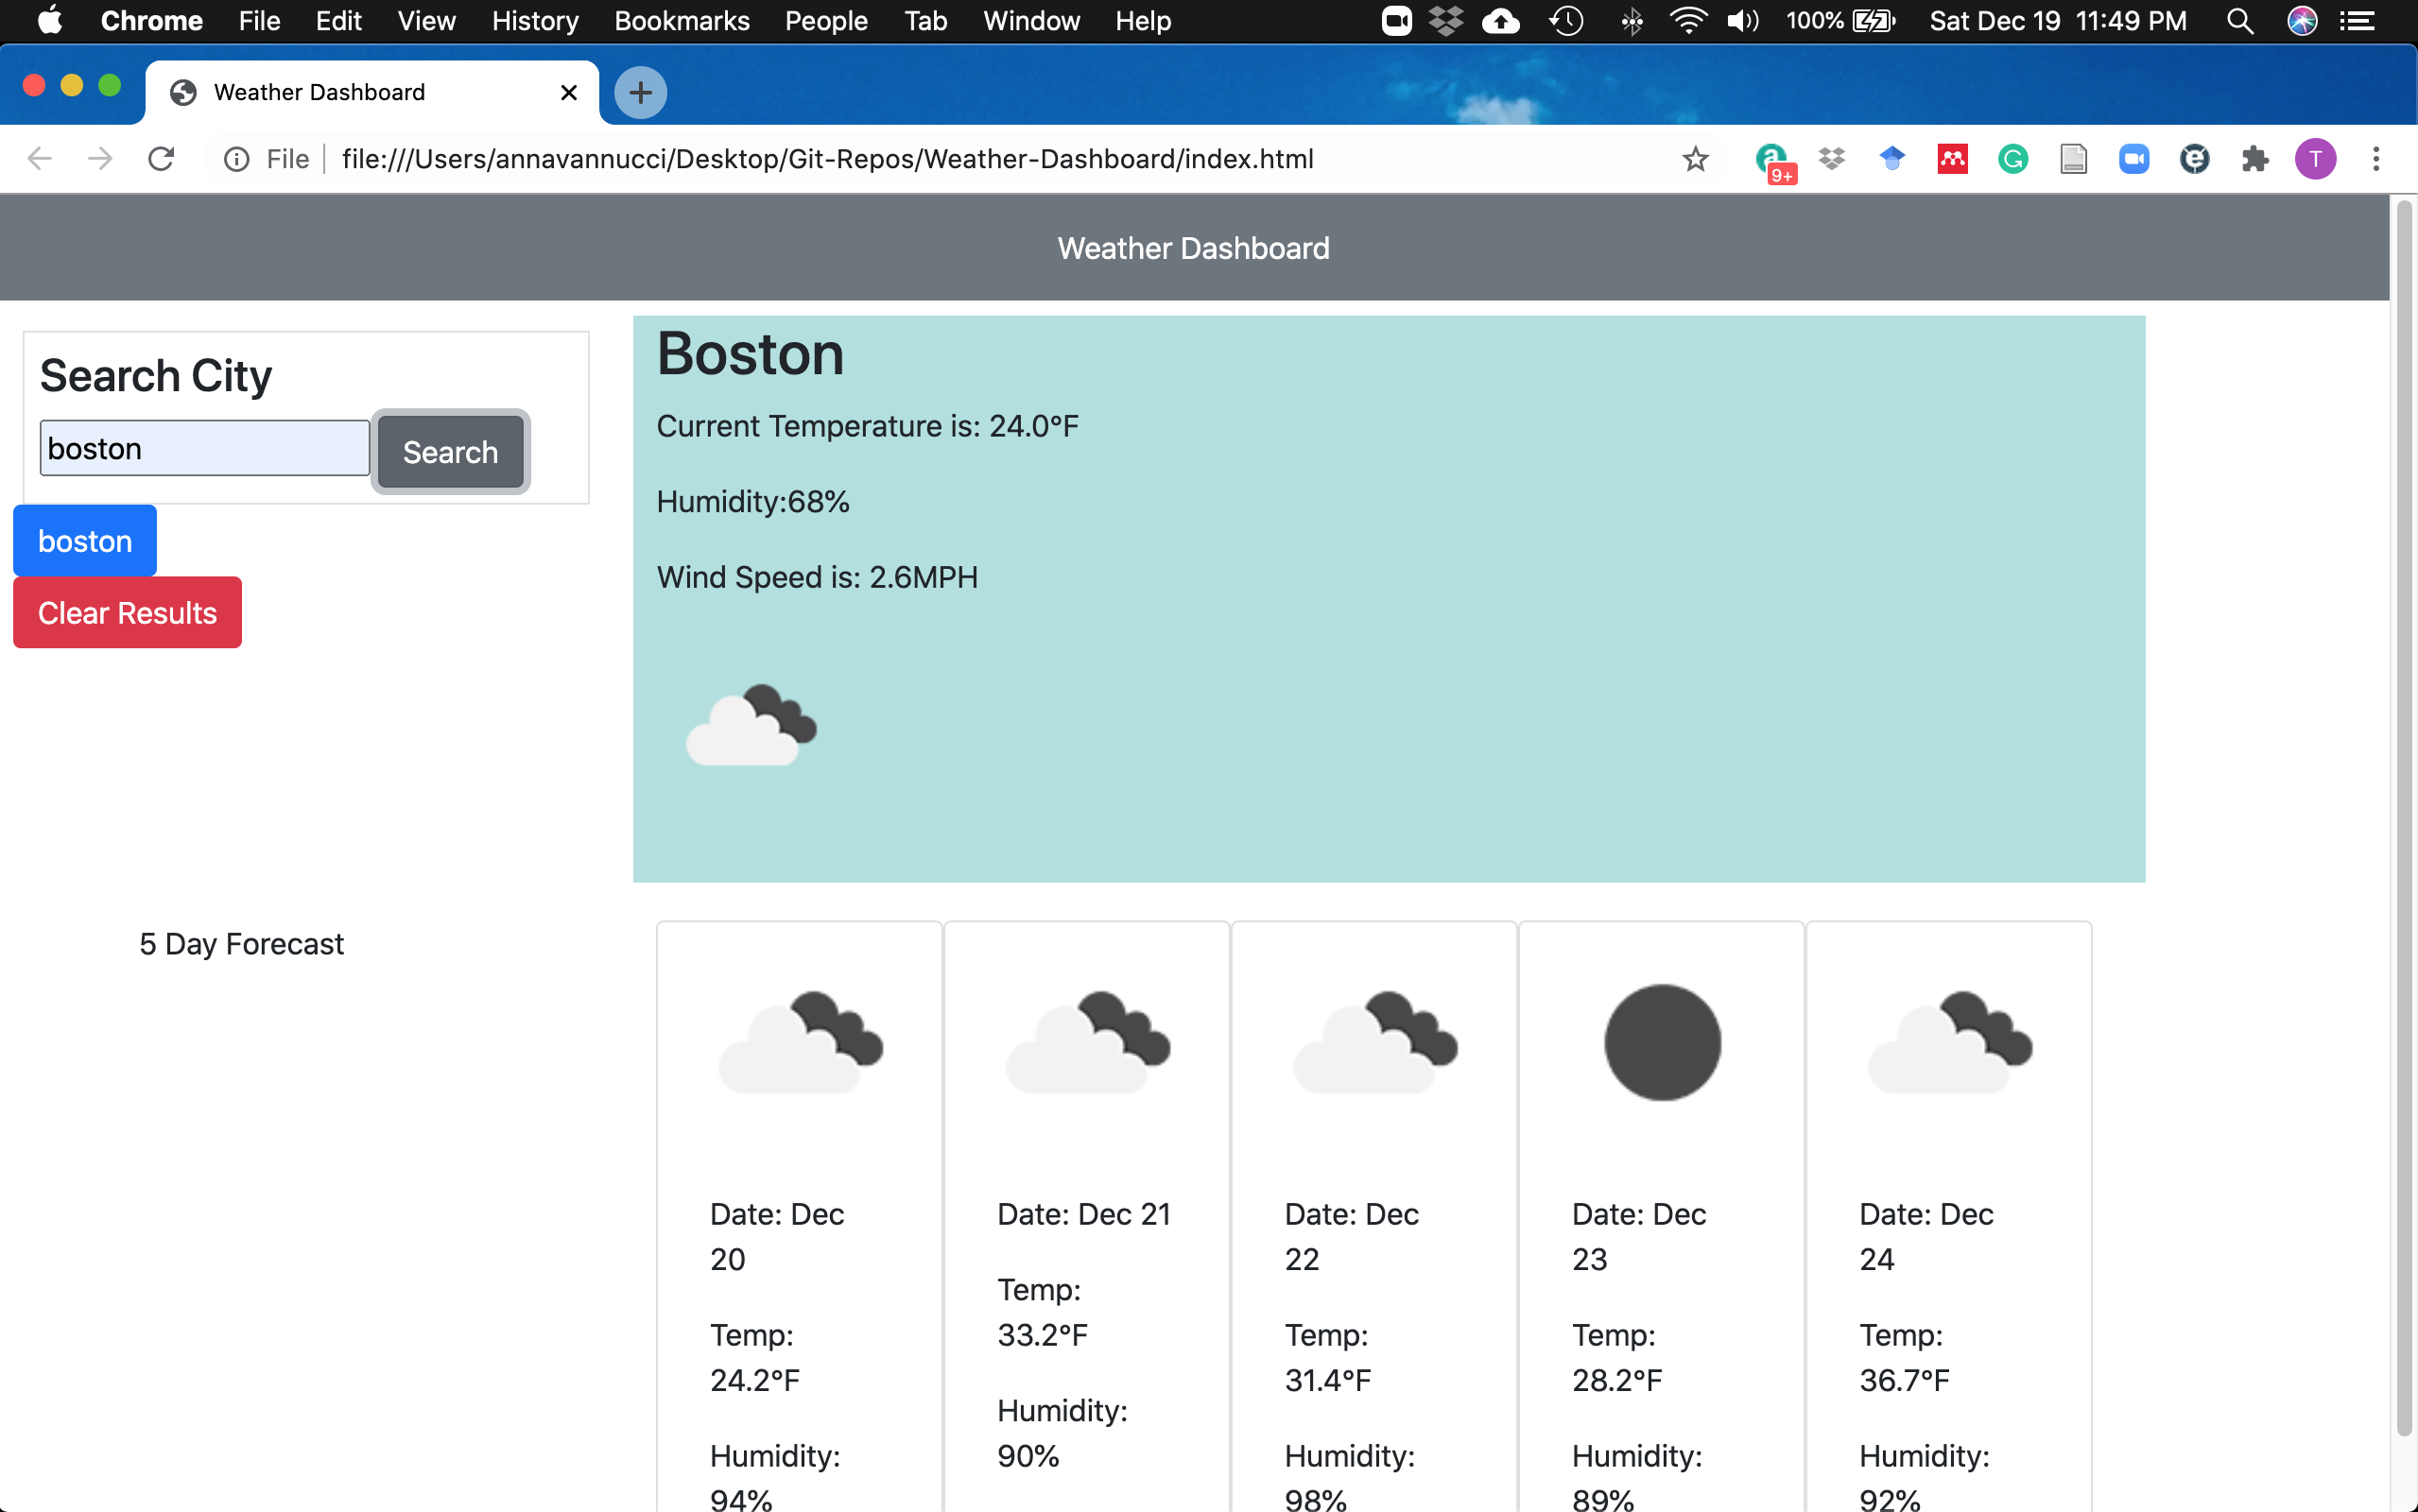 Chrome File Edit View History Bookmarks People Tab Window Help 100% Sat Dec 19 11:49 PM
Weather Dashboard
File file:///Users/annavannucci/Desktop/Git-Repos/Weather-Dashboard/index.html a 9+ G e T
Weather Dashboard
Search City
boston Search
boston
Clear Results
Boston
Current Temperature is: 24.0°F
Humidity:68%
Wind Speed is: 2.6MPH
5 Day Forecast
Date: Dec
20
Temp:
24.2°F
Humidity:
94%
Date: Dec 21
Temp:
33.2°F
Humidity:
90%
Date: Dec
22
Temp:
31.4°F
Humidity:
98%
Date: Dec
23
Temp:
28.2°F
Humidity:
89%
Date: Dec
24
Temp:
36.7°F
Humidity:
92%